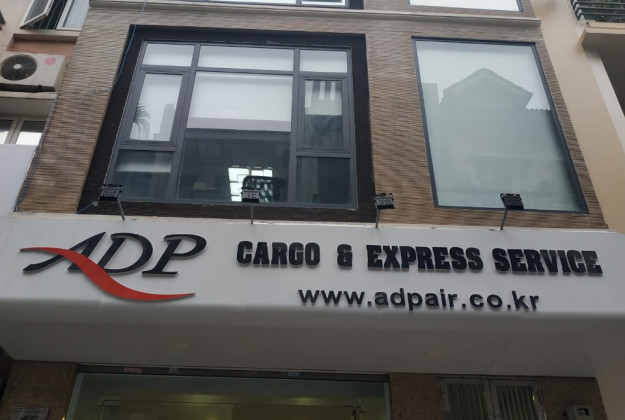 ADP
CARGO & EXPRESS SERVICE
www.adpair.co.kr